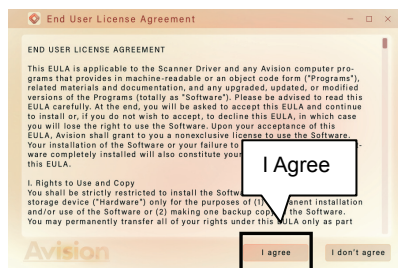 End User License Agreement
END USER LICENSE AGREEMENT
This EULA is applicable to the Scanner Driver and any Avision computer pro-
grams that provides in machine-readable or an object code form ("Programs"),
related materials and documentation, and any upgraded, updated, or modified
versions of the Programs (totally as "Software"). Please be advised to read this
EULA carefully. At the end, you will be asked to accept this EULA and continue
to install or, if you do not wish to accept, to decline this EULA, in which case
you will lose the right to use the Software. Upon your acceptance of this
EULA, Avision shall grant to you a nonexclusive license to use the Software.
Your installation of the Software or your failure to
ware completely installed will also constitute your
this EULA.
I. Rights to Use and Copy
You shall be strictly restricted to install the Softw
storage device ("Hardware") only for the purposes of (1) anent installation
and/or use of the Software or (2) making one backup copy the Software.
You may permanently transfer all of your rights under this EULA only as part
I Agree
Avision
I agree
I don't agree